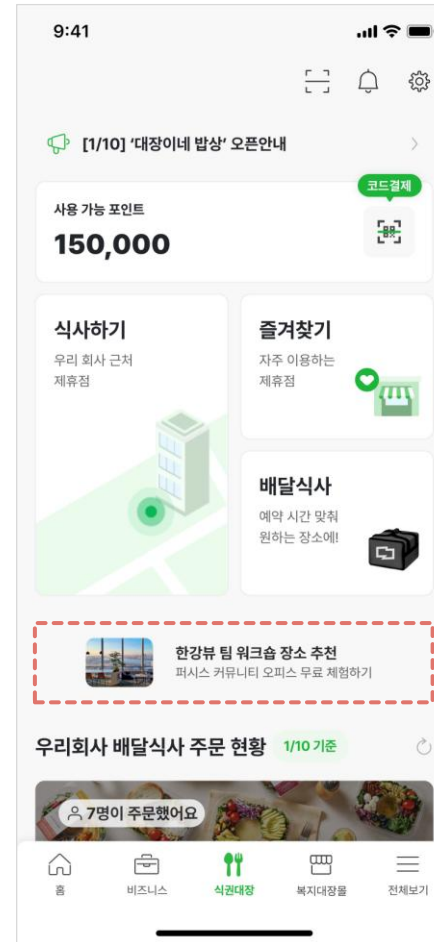 9:41
[1/10] ‘대장이네 밥상’ 오픈안내
코드결제
사용 가능 포인트
150,000
식사하기
우리 회사 근처
제휴점
즐겨찾기
자주 이용하는
제휴점
배달식사
예약 시간 맞춰
원하는 장소에!
한강뷰 팀 워크숍 장소 추천
퍼시스 커뮤니티 오피스 무료 체험하기
우리회사 배달식사 주문 현황 1/10 기준
7명이 주문했어요
홈
비즈니스
식권대장
복지대장몰
전체보기